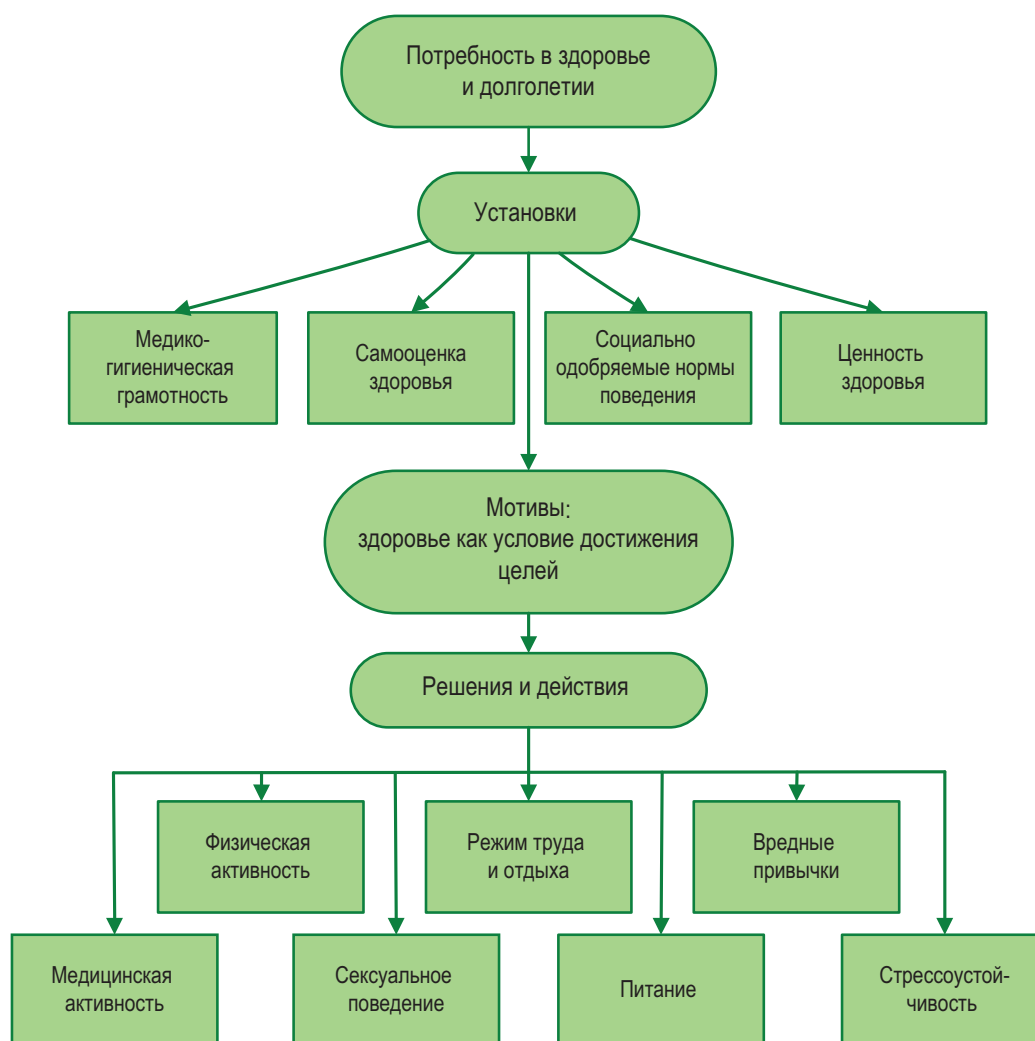 Потребность в здоровье
и долголетии
Установки
Медико-
гигиеническая
грамотность
Самооценка
здоровья
Социально
одобряемые нормы
поведения
Ценность
здоровья
Мотивы:
здоровье как условие достижения
целей
Решения и действия
Физическая
активность
Режим труда
и отдыха
Вредные
привычки
Медицинская
активность
Сексуальное
поведение
Питание
Стрессоустой-
чивость